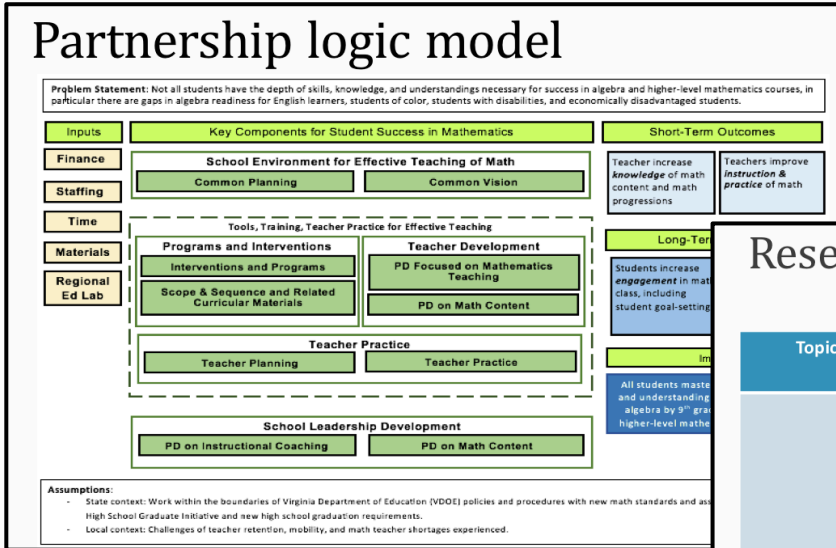 Partnership logic model
Problem Statement: Not all students have the depth of skills, knowledge, and understandings necessary for success in algebra and higher-level mathematics courses, in
particular there are gaps in algebra readiness for English learners, students of color, students with disabilities, and economically disadvantaged students.
Inputs
Finance
Staffing
Time
Materials
Regional
Ed Lab
Key Components for Student Success in Mathematics
School Environment for Effective Teaching of Math
Common Planning
Common Vision
Tools, Training, Teacher Practice for Effective Teaching
Programs and Interventions
Interventions and Programs
Scope & Sequence and Related
Curricular Materials
Teacher Development
PD Focused on Mathematics
Teaching
PD on Math Content
Teacher Practice
Teacher Planning
Teacher Practice
School Leadership Development
PD on Instructional Coaching
PD on Math Content
Short-Term Outcomes
Teacher increase
knowledge of math
content and math
progressions
Teachers improve
instruction &
practice of math
Long-Ter
Students increase
engagement in mat
class, including
student goal-setting
Im
All students maste
and understanding
algebra by 9th gra
higher-level mathe
Assumptions:
- State context: Work within the boundaries of Virginia Department of Education (VDOE) policies and procedures with new math standards and ass
High School Graduate Initiative and new high school graduation requirements.
- Local context: Challenges of teacher retention, mobility, and math teacher shortages experienced.
Rese
Topic